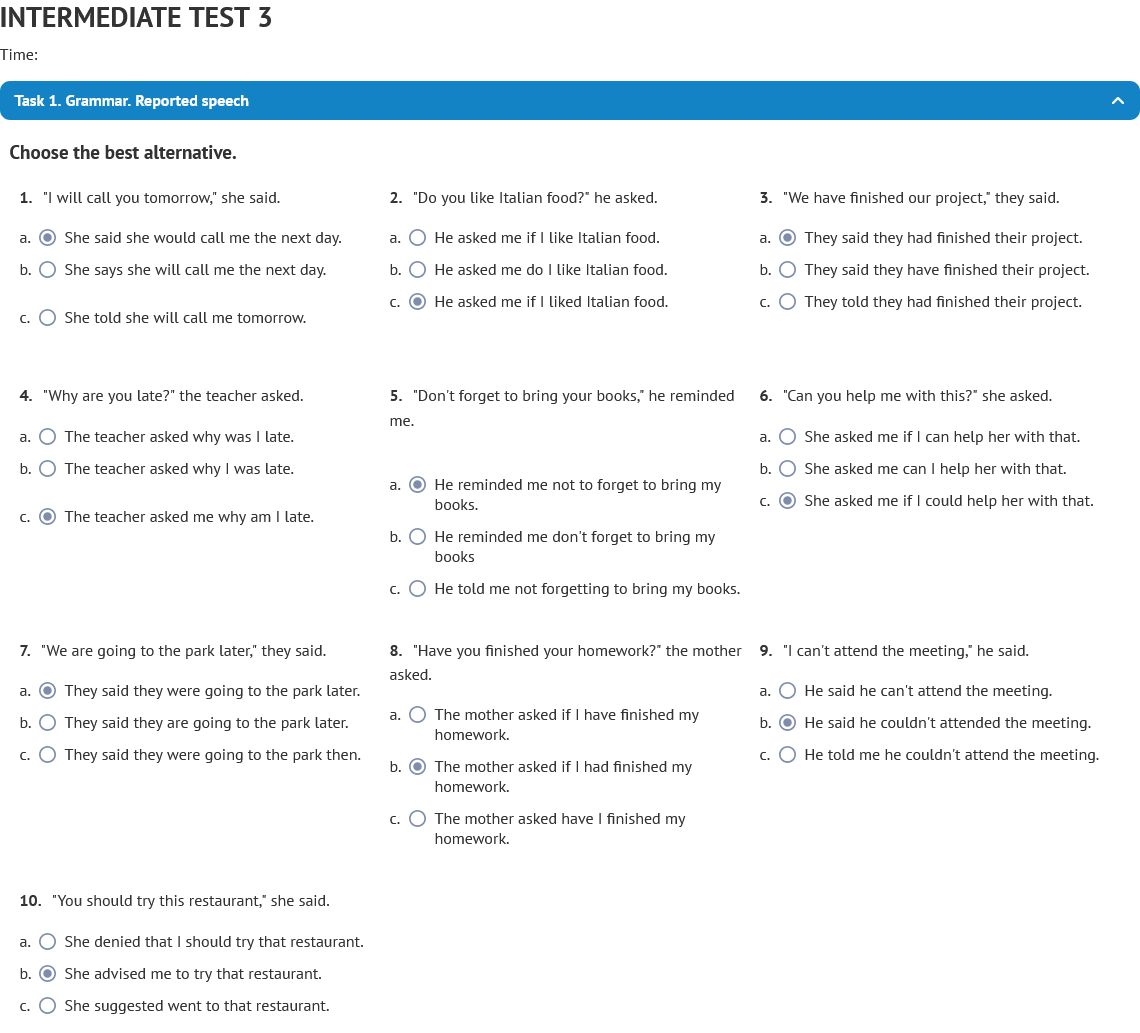 INTERMEDIATE TEST 3
Time:
Task 1. Grammar. Reported speech
Choose the best alternative.
1. "I will call you tomorrow," she said.
a. She said she would call me the next day.
b. She says she will call me the next day.
c. She told she will call me tomorrow.
2. "Do you like Italian food?" he asked.
a. He asked me if I like Italian food.
b. He asked me do I like Italian food.
c. He asked me if I liked Italian food.
3. "We have finished our project," they said.
a. They said they had finished their project.
b. They said they have finished their project.
c. They told they had finished their project.
4. "Why are you late?" the teacher asked.
a. The teacher asked why was I late.
b. The teacher asked why I was late.
c. The teacher asked me why am I late.
5. "Don't forget to bring your books," he reminded
me.
a. He reminded me not to forget to bring my
books.
b. He reminded me don't forget to bring my
books
c. He told me not forgetting to bring my books.
6. "Can you help me with this?" she asked.
a. She asked me if I can help her with that.
b. She asked me can I help her with that.
c. She asked me if I could help her with that.
7. "We are going to the park later," they said.
a. They said they were going to the park later.
b. They said they are going to the park later.
c. They said they were going to the park then.
8. "Have you finished your homework?" the mother
asked.
a. The mother asked if I have finished my
homework.
b. The mother asked if I had finished my
homework.
c. The mother asked have I finished my
homework.
9. "I can't attend the meeting," he said.
a. He said he can't attend the meeting.
b. He said he couldn't attended the meeting.
c. He told me he couldn't attend the meeting.
10. "You should try this restaurant," she said.
a. She denied that I should try that restaurant.
b. She advised me to try that restaurant.
c. She suggested went to that restaurant.